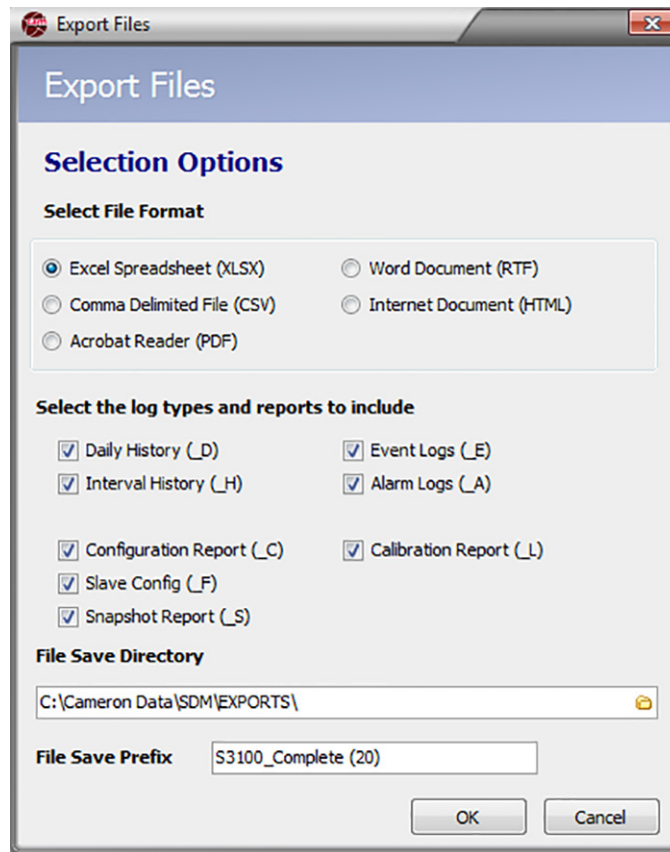 Export Files
Export Files
Selection Options
Select File Format
Excel Spreadsheet (XLSX) Word Document (RTF)
Comma Delimited File (CSV) Internet Document (HTML)
Acrobat Reader (PDF)
Select the log types and reports to include
Daily History (_D) Event Logs (_E)
Interval History (_H) Alarm Logs (_A)
Configuration Report (_C) Calibration Report (_L)
Slave Config (_F)
Snapshot Report (_S)
File Save Directory
C:\Cameron Data\SDM\EXPORTS\
File Save Prefix S3100_Complete (20)
OK Cancel